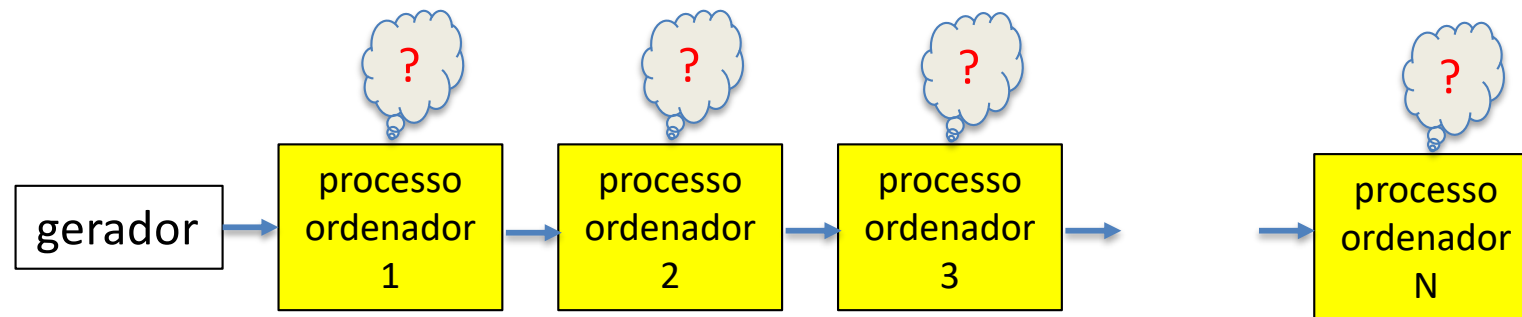 ?
?
?
?
gerador
processo
ordenador
1
processo
ordenador
2
processo
ordenador
3
processo
ordenador
N